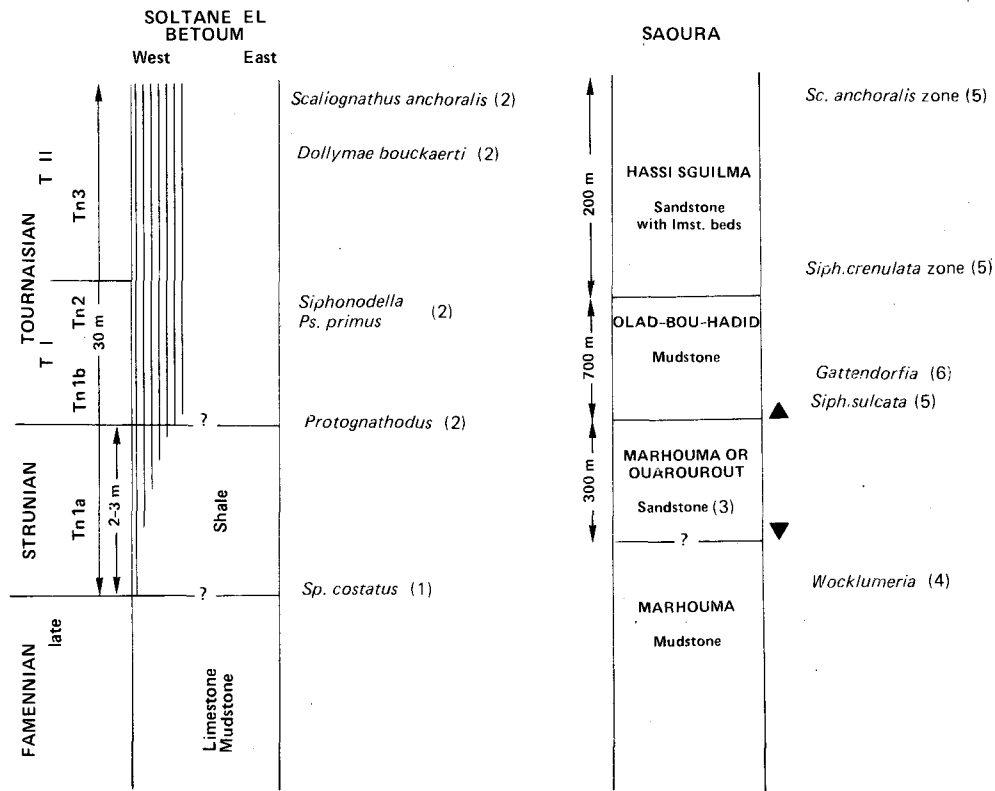 SOLTANE EL
BETOUM
West East
Scaliognathus anchoralis (2)
Dollymae bouckaerti (2)
Siphonodella
Ps. primus (2)
Protognathodus (2)
Sp. costatus (1)
TOURNAISIAN
T II
T I
Tn3
Tn2
Tn1b
30 m
?
STRUNIAN
Tn1a
2-3 m
Shale
?
FAMENNIAN
late
Limestone
Mudstone
SAOURA
200 m
HASSI SGUILMA
Sandstone
with lmst. beds
700 m
OLAD-BOU-HADID
Mudstone
300 m
MARHOUMA OR
OUAROUROUT
Sandstone (3)
?
MARHOUMA
Mudstone
Sc. anchoralis zone (5)
Siph.crenulata zone (5)
Gattendorfia (6)
Siph.sulcata (5)
Wocklumeria (4)